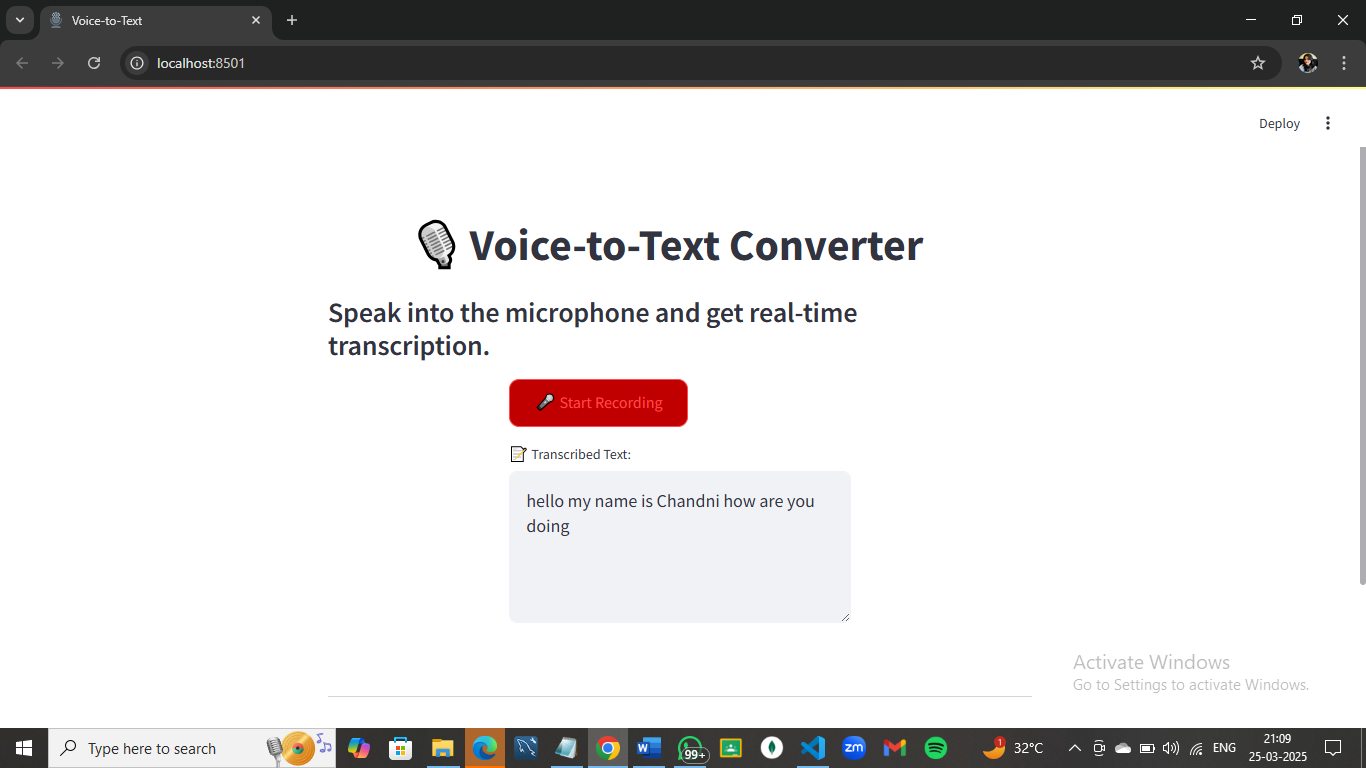 Voice-to-Text
localhost:8501
Deploy
Voice-to-Text Converter
Speak into the microphone and get real-time
transcription.
Start Recording
Transcribed Text:
hello my name is Chandni how are you
doing
Activate Windows
Go to Settings to activate Windows.
Type here to search
99+
zm
1
32°C
ENG
21:09
25-03-2025